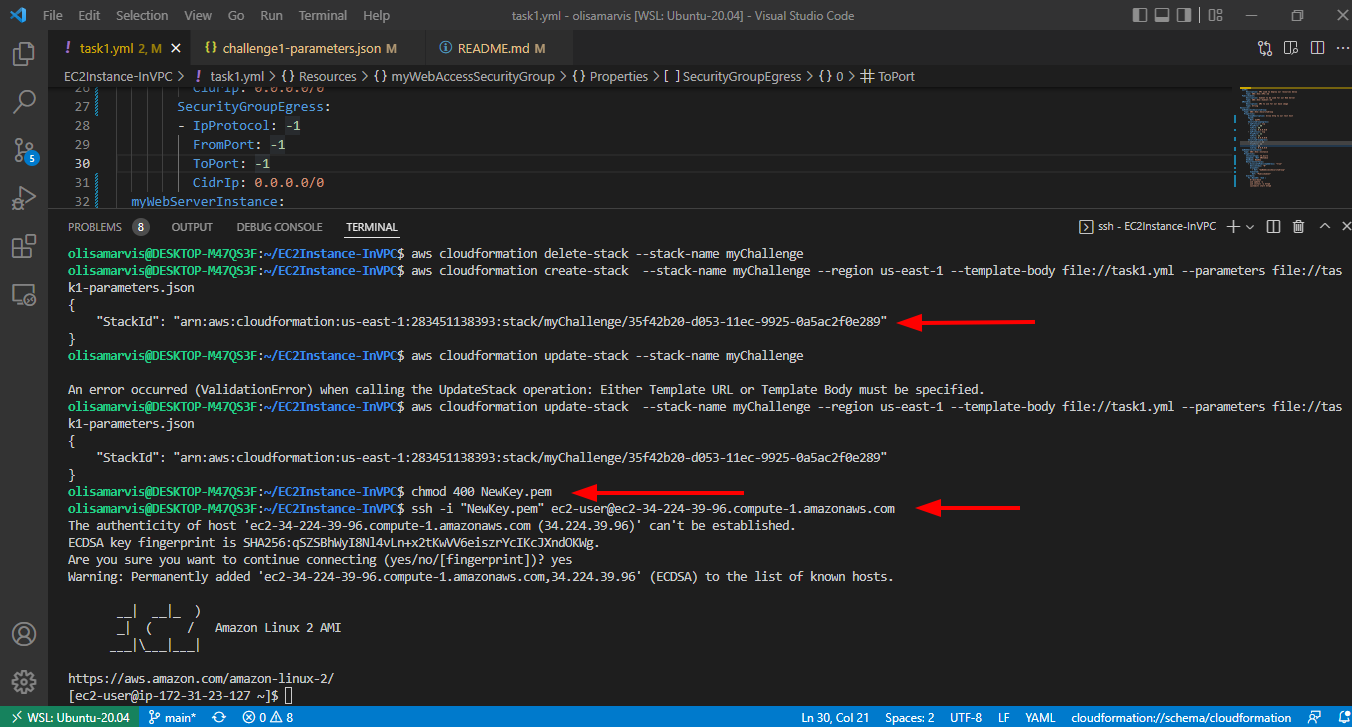 File Edit Selection View Go Run Terminal Help task1.yml - olisamarvis [WSL: Ubuntu-20.04] - Visual Studio Code
! task1.yml 2, M {} challenge1-parameters.json M README.md M
EC2Instance-InVPC > ! task1.yml > {} Resources > {} myWebAccessSecurityGroup > {} Properties > [ ] SecurityGroupEgress > {} 0 > # ToPort
26 CidrIp: 0.0.0.0/0
27 SecurityGroupEgress:
28 - IpProtocol: -1
29 FromPort: -1
30 ToPort: -1
31 CidrIp: 0.0.0.0/0
32 myWebServerInstance:
5
PROBLEMS 8 OUTPUT DEBUG CONSOLE TERMINAL ssh - EC2Instance-InVPC
olisamarvis@DESKTOP-M47QS3F:~/EC2Instance-InVPC$ aws cloudformation delete-stack --stack-name myChallenge
olisamarvis@DESKTOP-M47QS3F:~/EC2Instance-InVPC$ aws cloudformation create-stack  --stack-name myChallenge --region us-east-1 --template-body file://task1.yml --parameters file://tas
k1-parameters.json
{
    "StackId": "arn:aws:cloudformation:us-east-1:283451138393:stack/myChallenge/35f42b20-d053-11ec-9925-0a5ac2f0e289"
}
olisamarvis@DESKTOP-M47QS3F:~/EC2Instance-InVPC$ aws cloudformation update-stack --stack-name myChallenge
An error occurred (ValidationError) when calling the UpdateStack operation: Either Template URL or Template Body must be specified.
olisamarvis@DESKTOP-M47QS3F:~/EC2Instance-InVPC$ aws cloudformation update-stack  --stack-name myChallenge --region us-east-1 --template-body file://task1.yml --parameters file://tas
k1-parameters.json
{
    "StackId": "arn:aws:cloudformation:us-east-1:283451138393:stack/myChallenge/35f42b20-d053-11ec-9925-0a5ac2f0e289"
}
olisamarvis@DESKTOP-M47QS3F:~/EC2Instance-InVPC$ chmod 400 NewKey.pem
olisamarvis@DESKTOP-M47QS3F:~/EC2Instance-InVPC$ ssh -i "NewKey.pem" ec2-user@ec2-34-224-39-96.compute-1.amazonaws.com
The authenticity of host 'ec2-34-224-39-96.compute-1.amazonaws.com (34.224.39.96)' can't be established.
ECDSA key fingerprint is SHA256:qSZSBhWyI8Nl4vLn+x2tKwVV6eiszrYcIKcJXndOKWg.
Are you sure you want to continue connecting (yes/no/[fingerprint])? yes
Warning: Permanently added 'ec2-34-224-39-96.compute-1.amazonaws.com,34.224.39.96' (ECDSA) to the list of known hosts.
       __|  __|_  )
       _|  (     /   Amazon Linux 2 AMI
      ___|\___|___|
https://aws.amazon.com/amazon-linux-2/
[ec2-user@ip-172-31-23-127 ~]$
WSL: Ubuntu-20.04 main* 0 8 Ln 30, Col 21 Spaces: 2 UTF-8 LF YAML cloudformation://schema/cloudformation